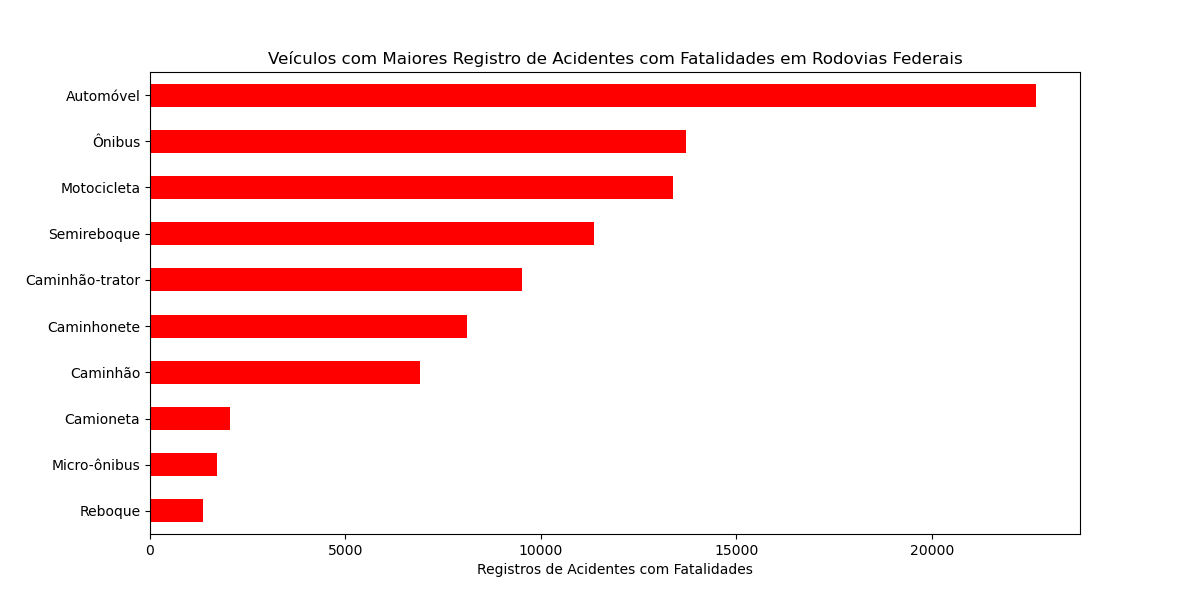 Veículos com Maiores Registro de Acidentes com Fatalidades em Rodovias Federais
Automóvel
Ônibus
Motocicleta
Semireboque
Caminhão-trator
Caminhonete
Caminhão
Camioneta
Micro-ônibus
Reboque
0 5000 10000 15000 20000
Registros de Acidentes com Fatalidades